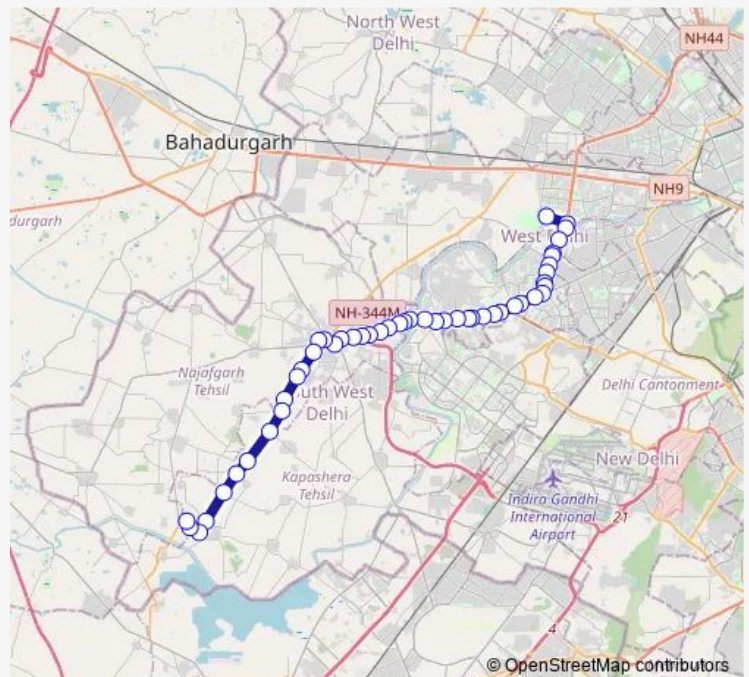 North West
Delhi
NH44
Bahadurgarh
NH9
West Delhi
NH-344M
Najafgarh
Tehsil
South West
Delhi
Delhi Cantonment
Kapashera
Tehsil
New Delhi
Indira Gandhi
International
Airport
21
4
© OpenStreetMap contributors